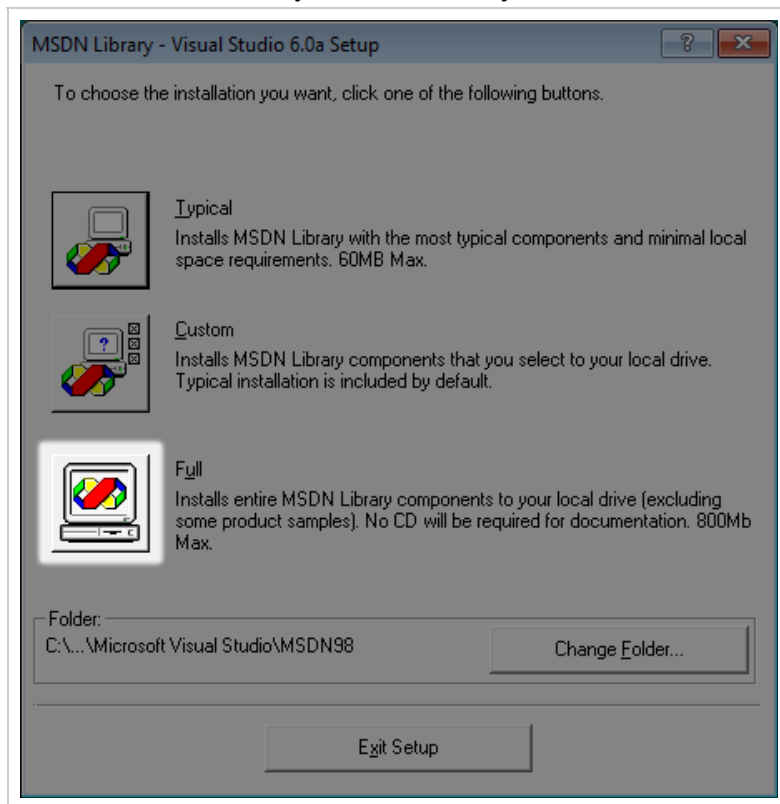 MSDN Library - Visual Studio 6.0a Setup
To choose the installation you want, click one of the following buttons.
Typical
Installs MSDN Library with the most typical components and minimal local
space requirements. 60MB Max.
Custom
Installs MSDN Library components that you select to your local drive.
Typical installation is included by default.
Full
Installs entire MSDN Library components to your local drive (excluding
some product samples). No CD will be required for documentation. 800Mb
Max.
Folder:
C:\...\Microsoft Visual Studio\MSDN98
Change Folder...
Exit Setup